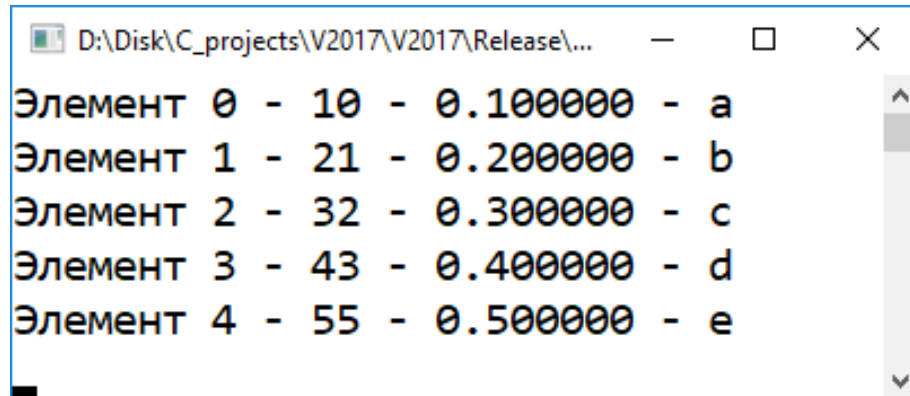 D:\Disk\C_projects\V2017\V2017\Release\...
Элемент 0 - 10 - 0.100000 - a
Элемент 1 - 21 - 0.200000 - b
Элемент 2 - 32 - 0.300000 - c
Элемент 3 - 43 - 0.400000 - d
Элемент 4 - 55 - 0.500000 - e